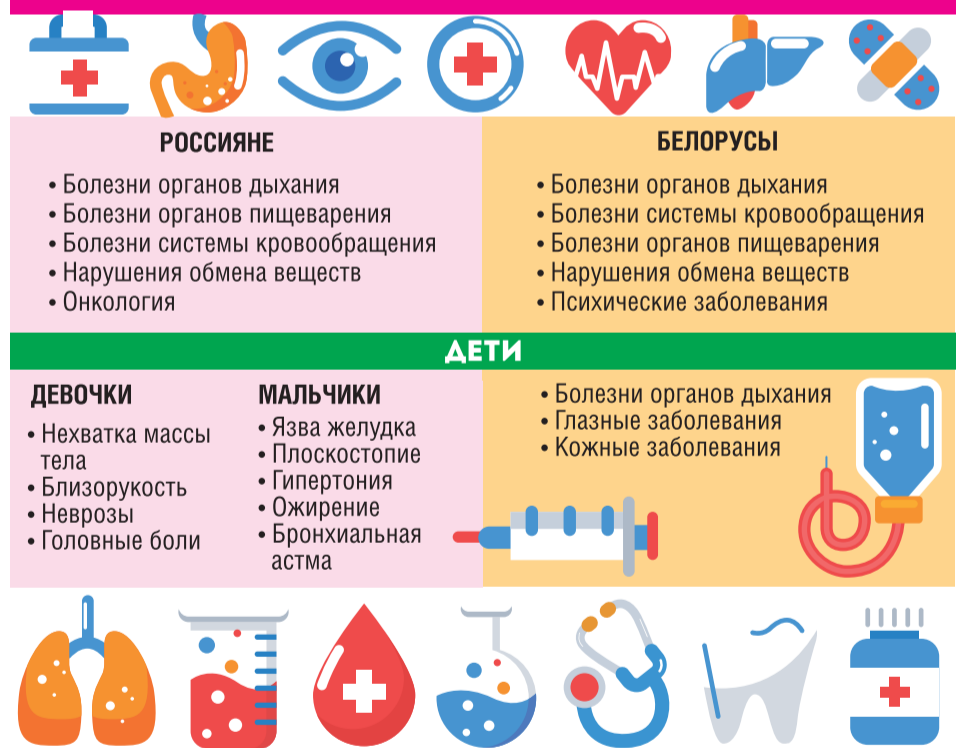 РОССИЯНЕ
• Болезни органов дыхания
• Болезни органов пищеварения
• Болезни системы кровообращения
• Нарушения обмена веществ
• Онкология
БЕЛОРУСЫ
• Болезни органов дыхания
• Болезни системы кровообращения
• Болезни органов пищеварения
• Нарушения обмена веществ
• Психические заболевания
ДЕТИ
ДЕВОЧКИ
• Нехватка массы
тела
• Близорукость
• Неврозы
• Головные боли
МАЛЬЧИКИ
• Язва желудка
• Плоскостопие
• Гипертония
• Ожирение
• Бронхиальная
астма
• Болезни органов дыхания
• Глазные заболевания
• Кожные заболевания